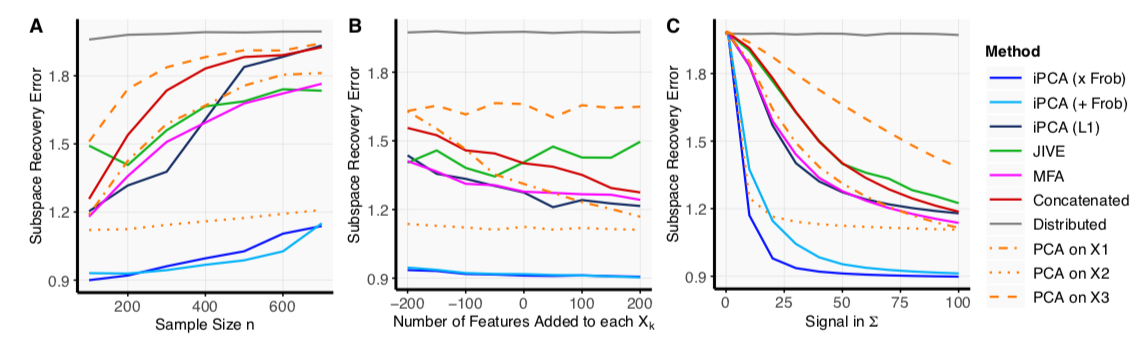 A
Subspace Recovery Error
1.8
1.5
1.2
0.9
200
400
600
Sample Size n
B
Subspace Recovery Error
1.8
1.5
1.2
0.9
−200
−100
0
100
200
Number of Features Added to each Xk
C
Subspace Recovery Error
1.8
1.5
1.2
0.9
0
25
50
75
100
Signal in Σ
Method
iPCA (x Frob)
iPCA (+ Frob)
iPCA (L1)
JIVE
MFA
Concatenated
Distributed
PCA on X1
PCA on X2
PCA on X3